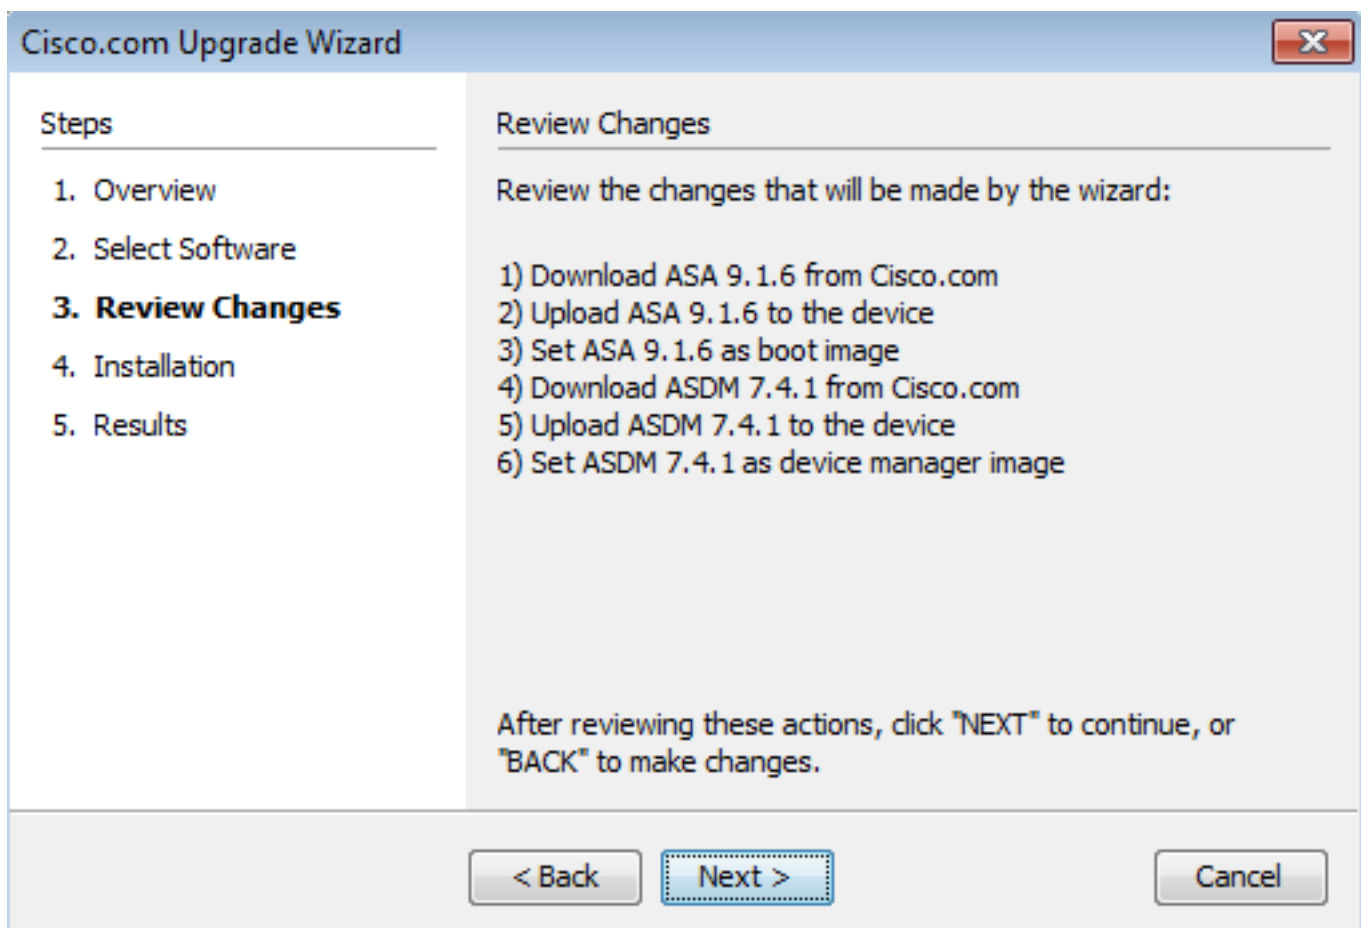 Cisco.com Upgrade Wizard
Steps
1. Overview
2. Select Software
3. Review Changes
4. Installation
5. Results
Review Changes
Review the changes that will be made by the wizard:
1) Download ASA 9.1.6 from Cisco.com
2) Upload ASA 9.1.6 to the device
3) Set ASA 9.1.6 as boot image
4) Download ASDM 7.4.1 from Cisco.com
5) Upload ASDM 7.4.1 to the device
6) Set ASDM 7.4.1 as device manager image
After reviewing these actions, click "NEXT" to continue, or
"BACK" to make changes.
< Back
Next >
Cancel